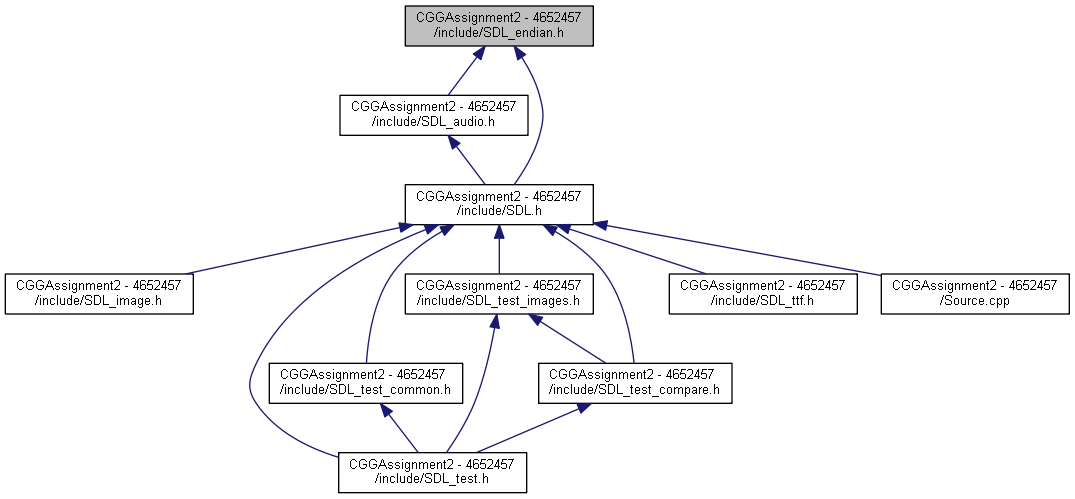 CGGAssignment2 - 4652457
/include/SDL_endian.h
CGGAssignment2 - 4652457
/include/SDL_audio.h
CGGAssignment2 - 4652457
/include/SDL.h
CGGAssignment2 - 4652457
/include/SDL_image.h
CGGAssignment2 - 4652457
/include/SDL_test_images.h
CGGAssignment2 - 4652457
/include/SDL_ttf.h
CGGAssignment2 - 4652457
/Source.cpp
CGGAssignment2 - 4652457
/include/SDL_test_common.h
CGGAssignment2 - 4652457
/include/SDL_test_compare.h
CGGAssignment2 - 4652457
/include/SDL_test.h